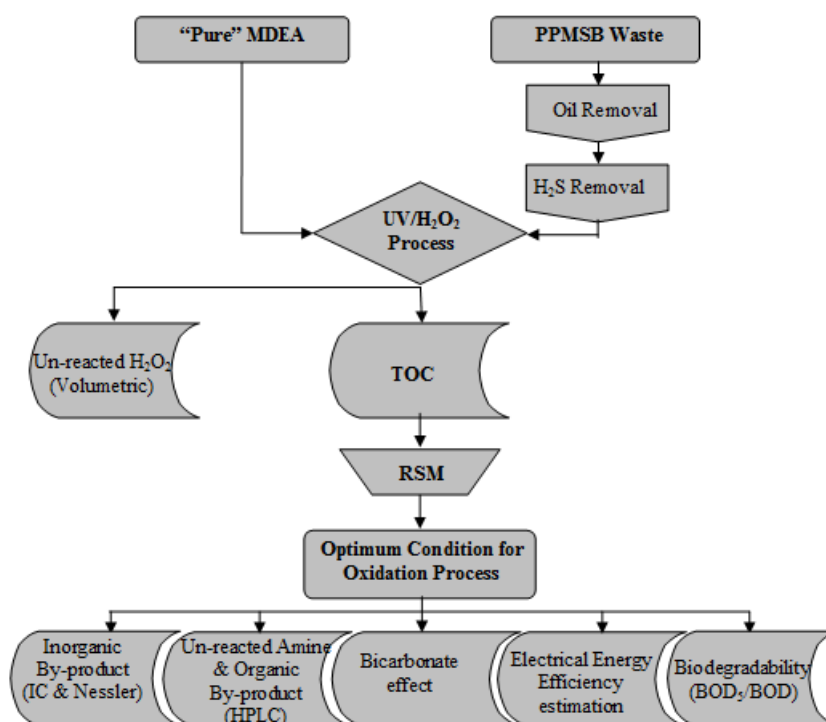 “Pure” MDEA
PPMSB Waste
Oil Removal
H₂S Removal
UV/H₂O₂
Process
Un-reacted H₂O₂
(Volumetric)
TOC
RSM
Optimum Condition for
Oxidation Process
Inorganic
By-product
(IC & Nessler)
Un-reacted Amine
& Organic
By-product
(HPLC)
Bicarbonate
effect
Electrical Energy
Efficiency
estimation
Biodegradability
(BOD₅/BOD)